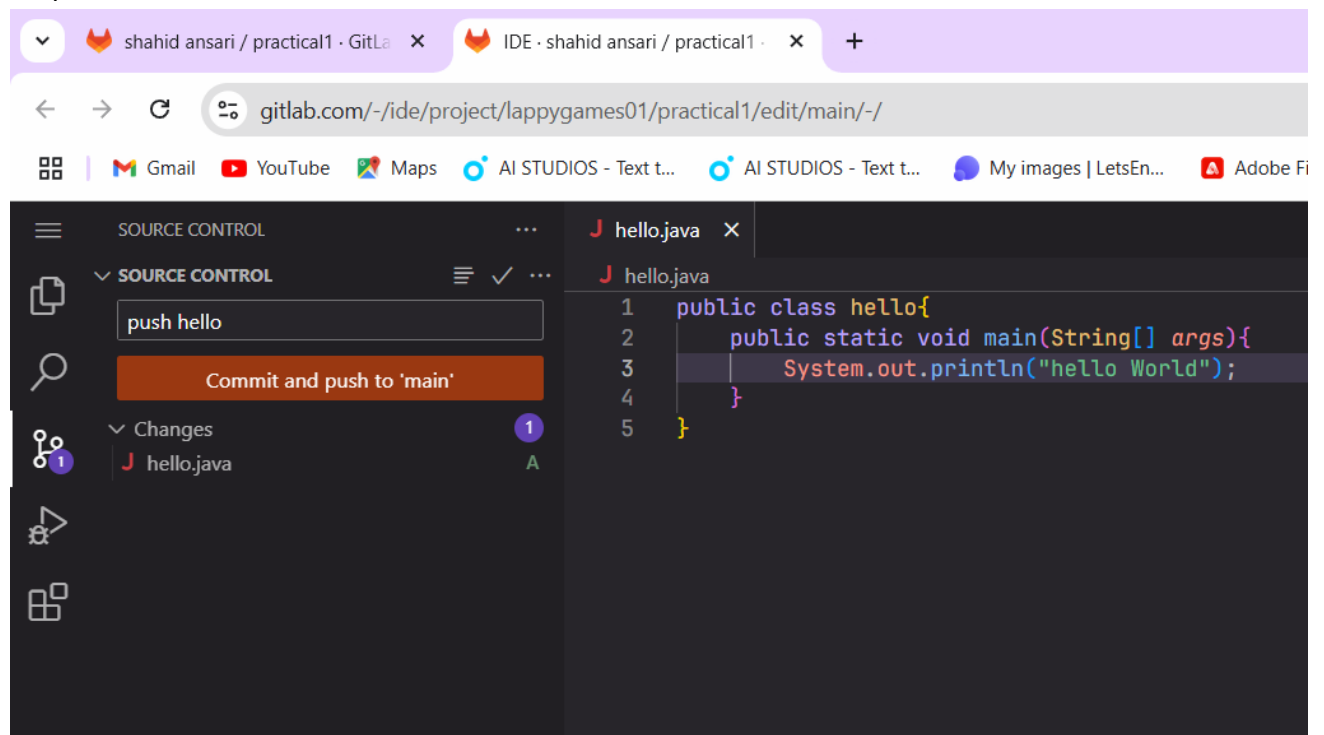 shahid ansari / practical1 · GitLa
IDE · shahid ansari / practical1 ·
gitlab.com/-/ide/project/lappygames01/practical1/edit/main/-/
Gmail YouTube Maps AI STUDIOS - Text t... AI STUDIOS - Text t... My images | LetsEn... Adobe Fi
SOURCE CONTROL
SOURCE CONTROL
push hello
Commit and push to 'main'
Changes 1
J hello.java A
1
J hello.java
J hello.java
1 public class hello{
2 public static void main(String[] args){
3 System.out.println("hello World");
4 }
5 }